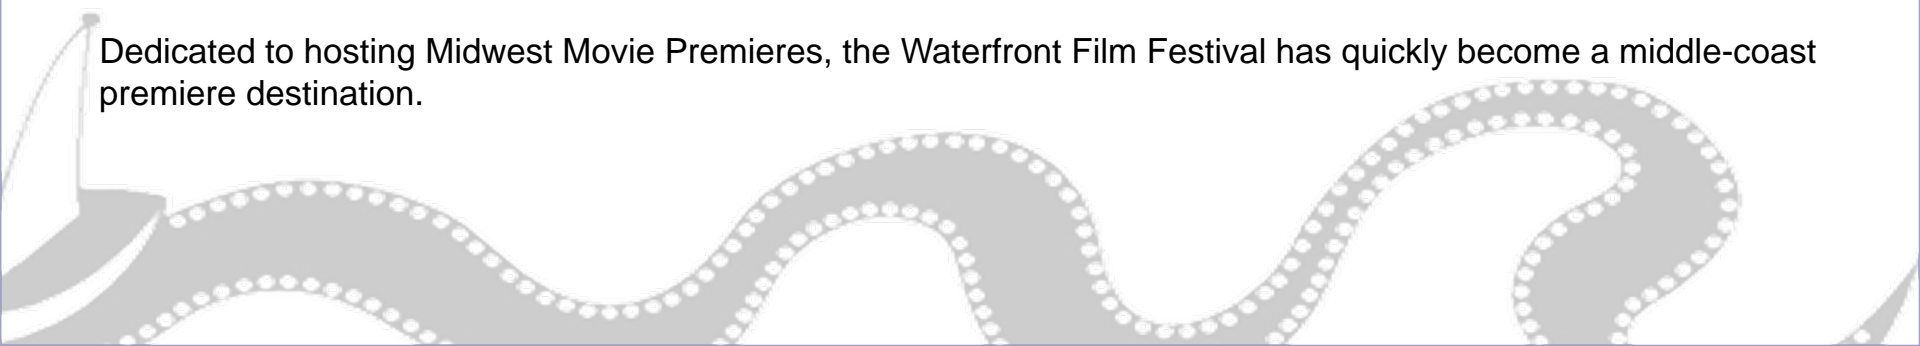 Dedicated to hosting Midwest Movie Premieres, the Waterfront Film Festival has quickly become a middle-coast
premiere destination.